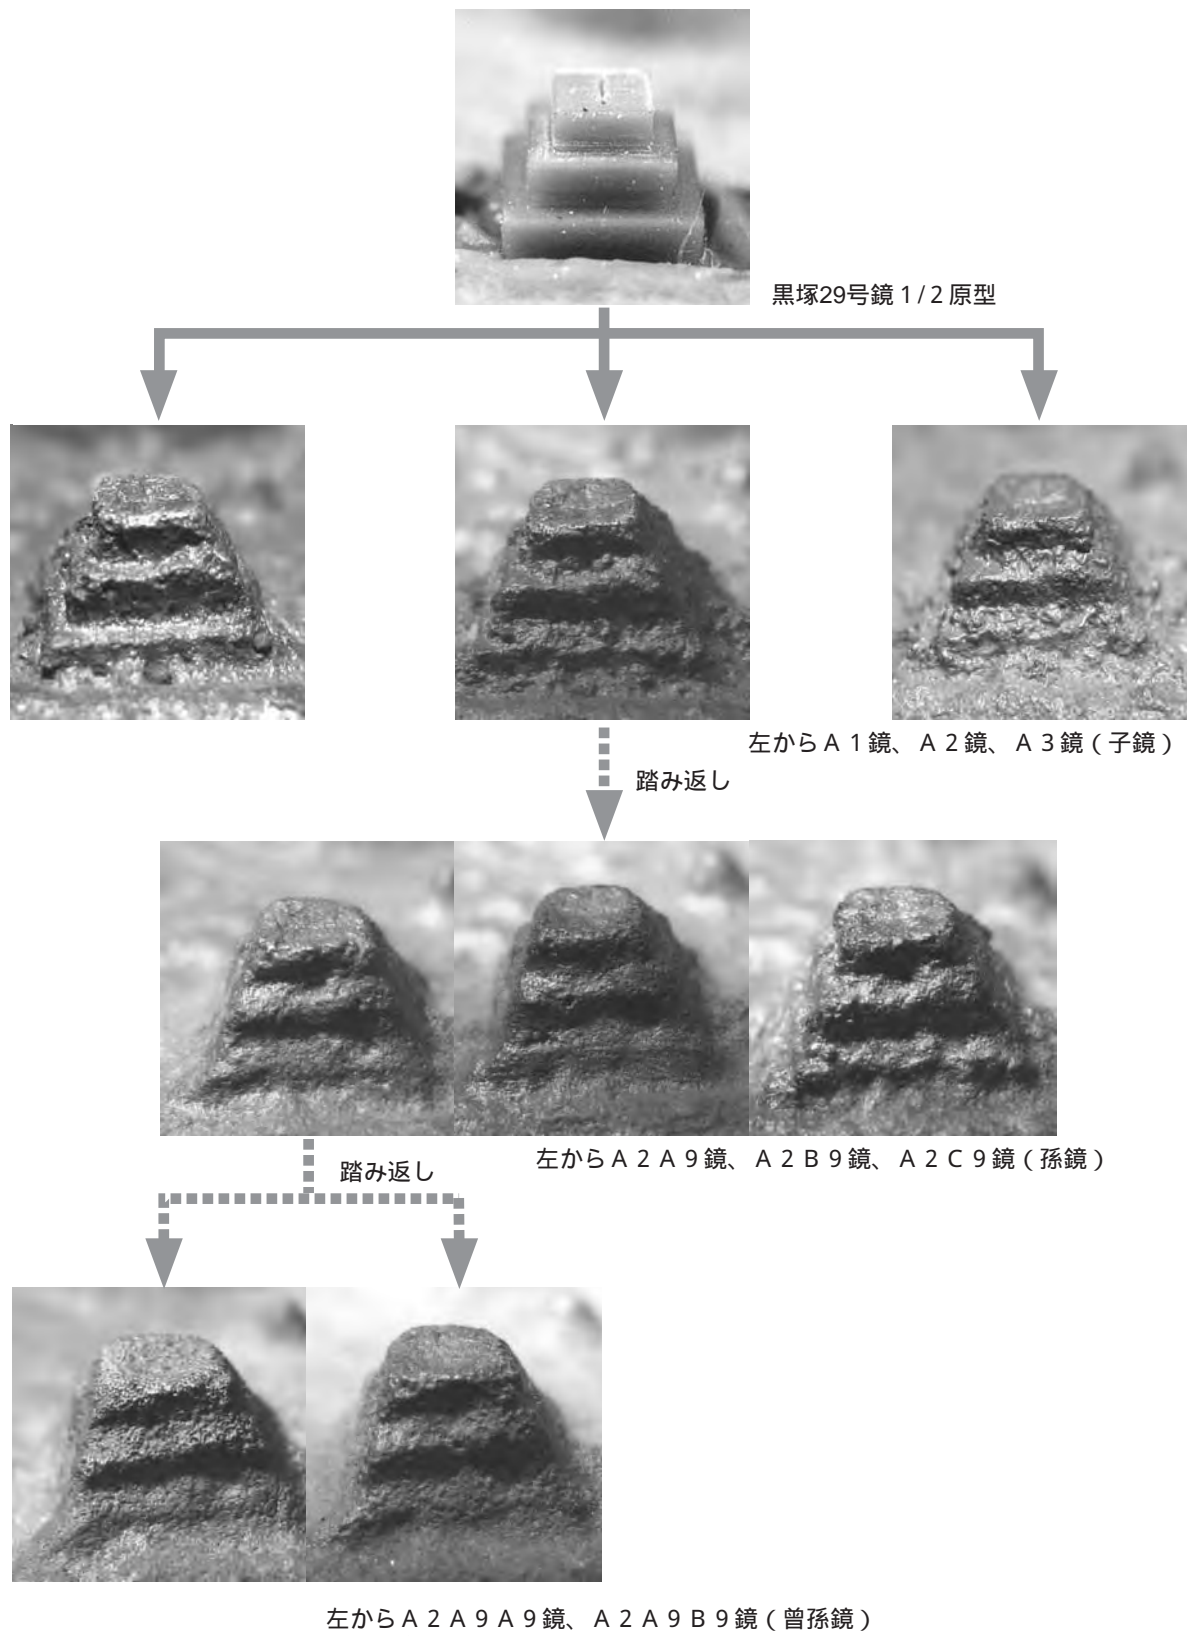 黒塚29号鏡１/２原型
左からＡ１鏡、Ａ２鏡、Ａ３鏡（子鏡）
踏み返し
左からＡ２Ａ９鏡、Ａ２Ｂ９鏡、Ａ２Ｃ９鏡（孫鏡）
踏み返し
左からＡ２Ａ９Ａ９鏡、Ａ２Ａ９Ｂ９鏡（曾孫鏡）